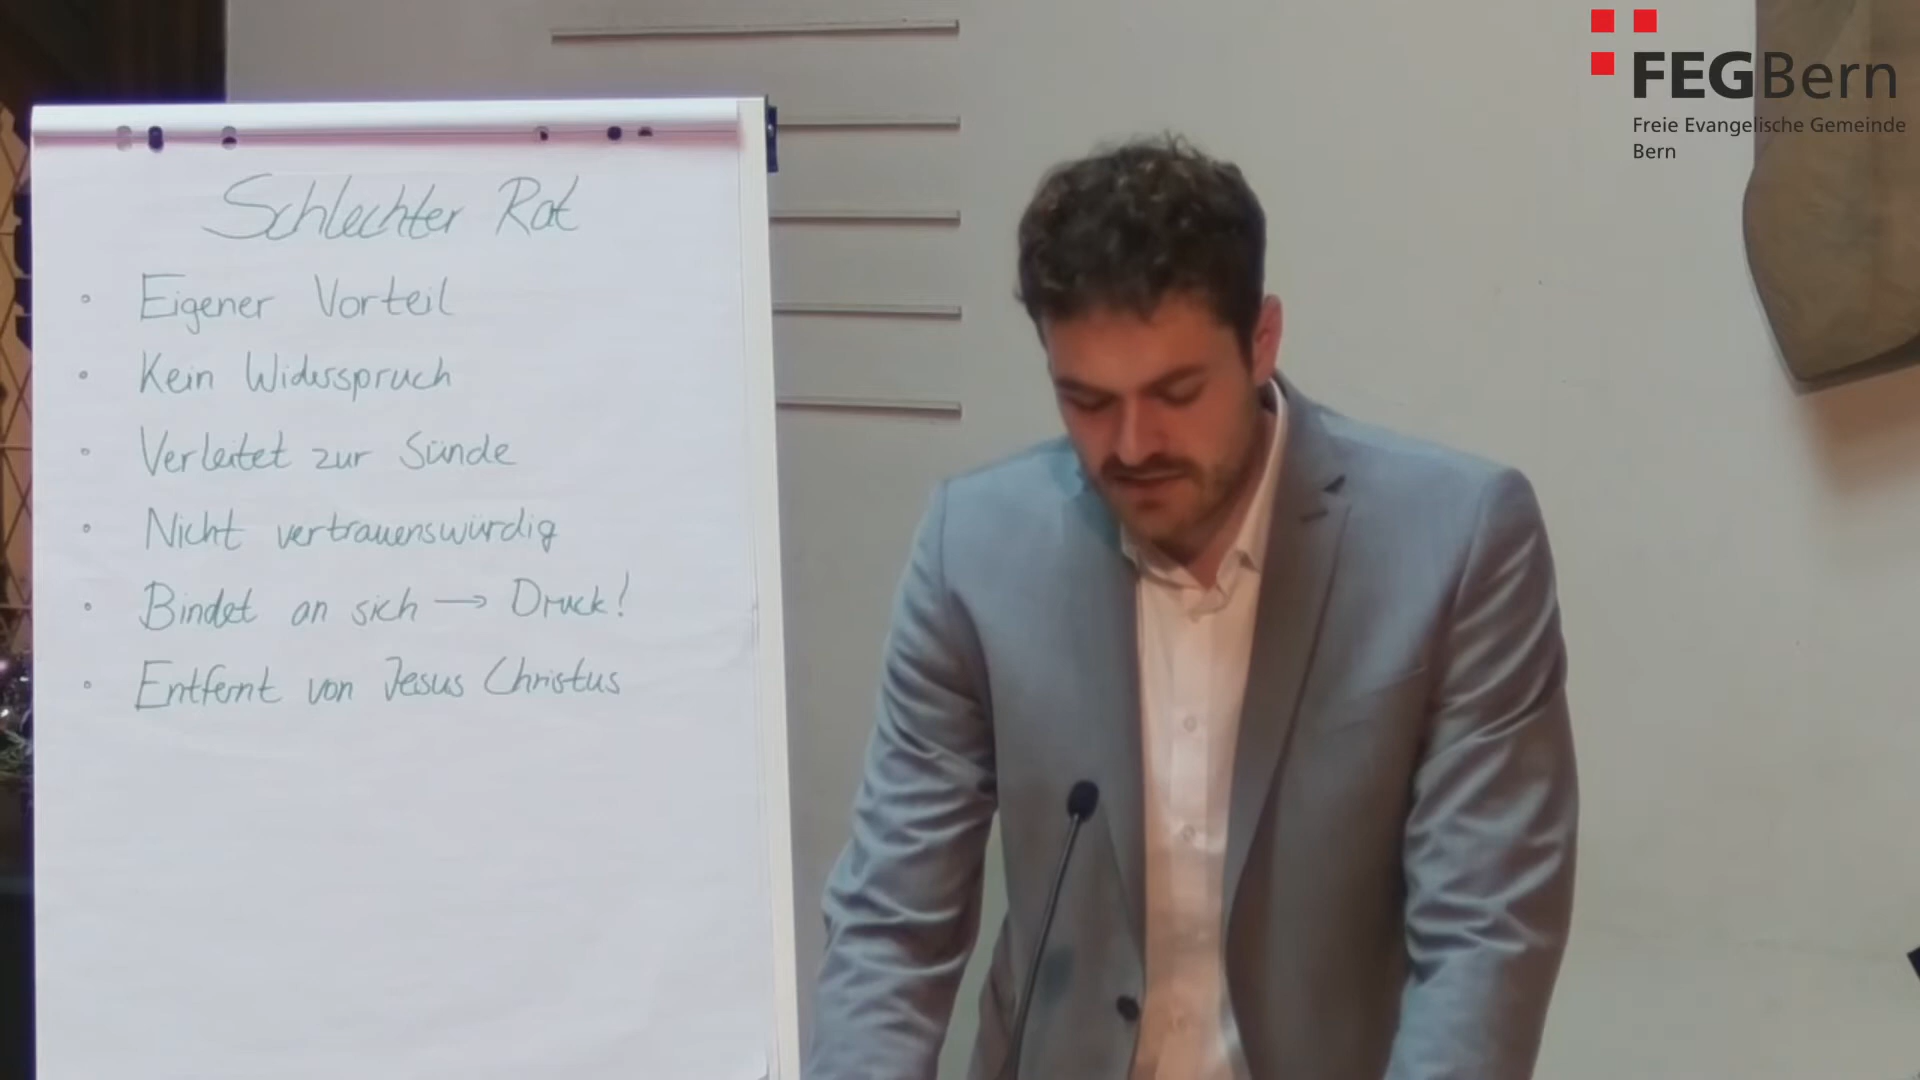 Schlechter Rat
• Eigener Vorteil
• Kein Widerspruch
• Verleitet zur Sünde
• Nicht vertrauenswürdig
• Bindet an sich → Druck!
• Entfernt von Jesus Christus
FEGBern
Freie Evangelische Gemeinde
Bern